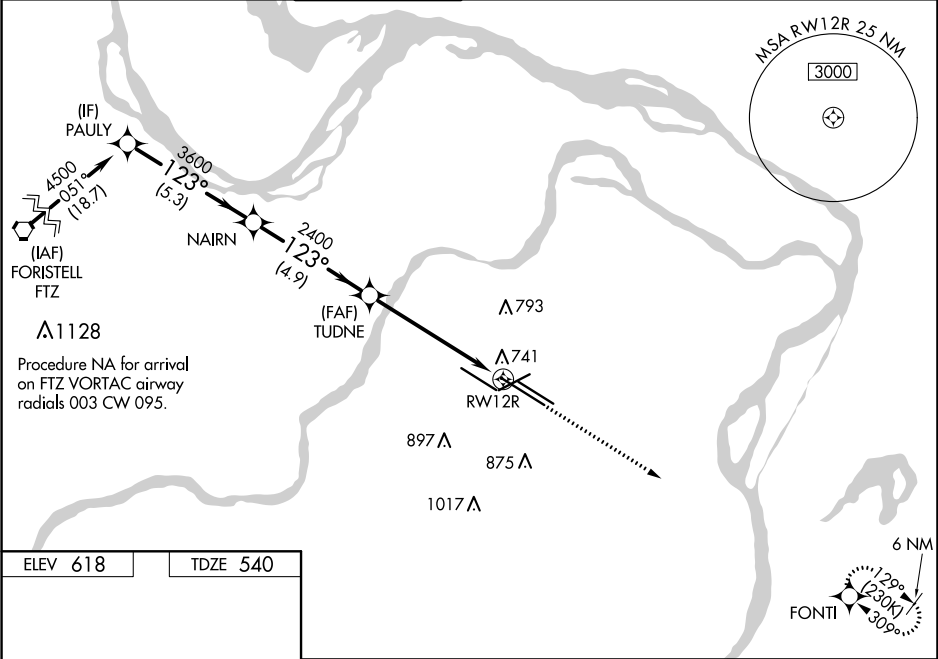 MSA RW12R 25 NM
3000
(IF)
PAULY
3600
123°
(5.3)
4500
051°
(18.7)
(IAF)
FORISTELL
FTZ
NAIRN
2400
123°
(4.9)
(FAF)
TUDNE
793
1128
741
Procedure NA for arrival
on FTZ VORTAC airway
radials 003 CW 095.
RW12R
897
875
1017
ELEV 618
TDZE 540
6 NM
129°
(230K)
309°
FONTI